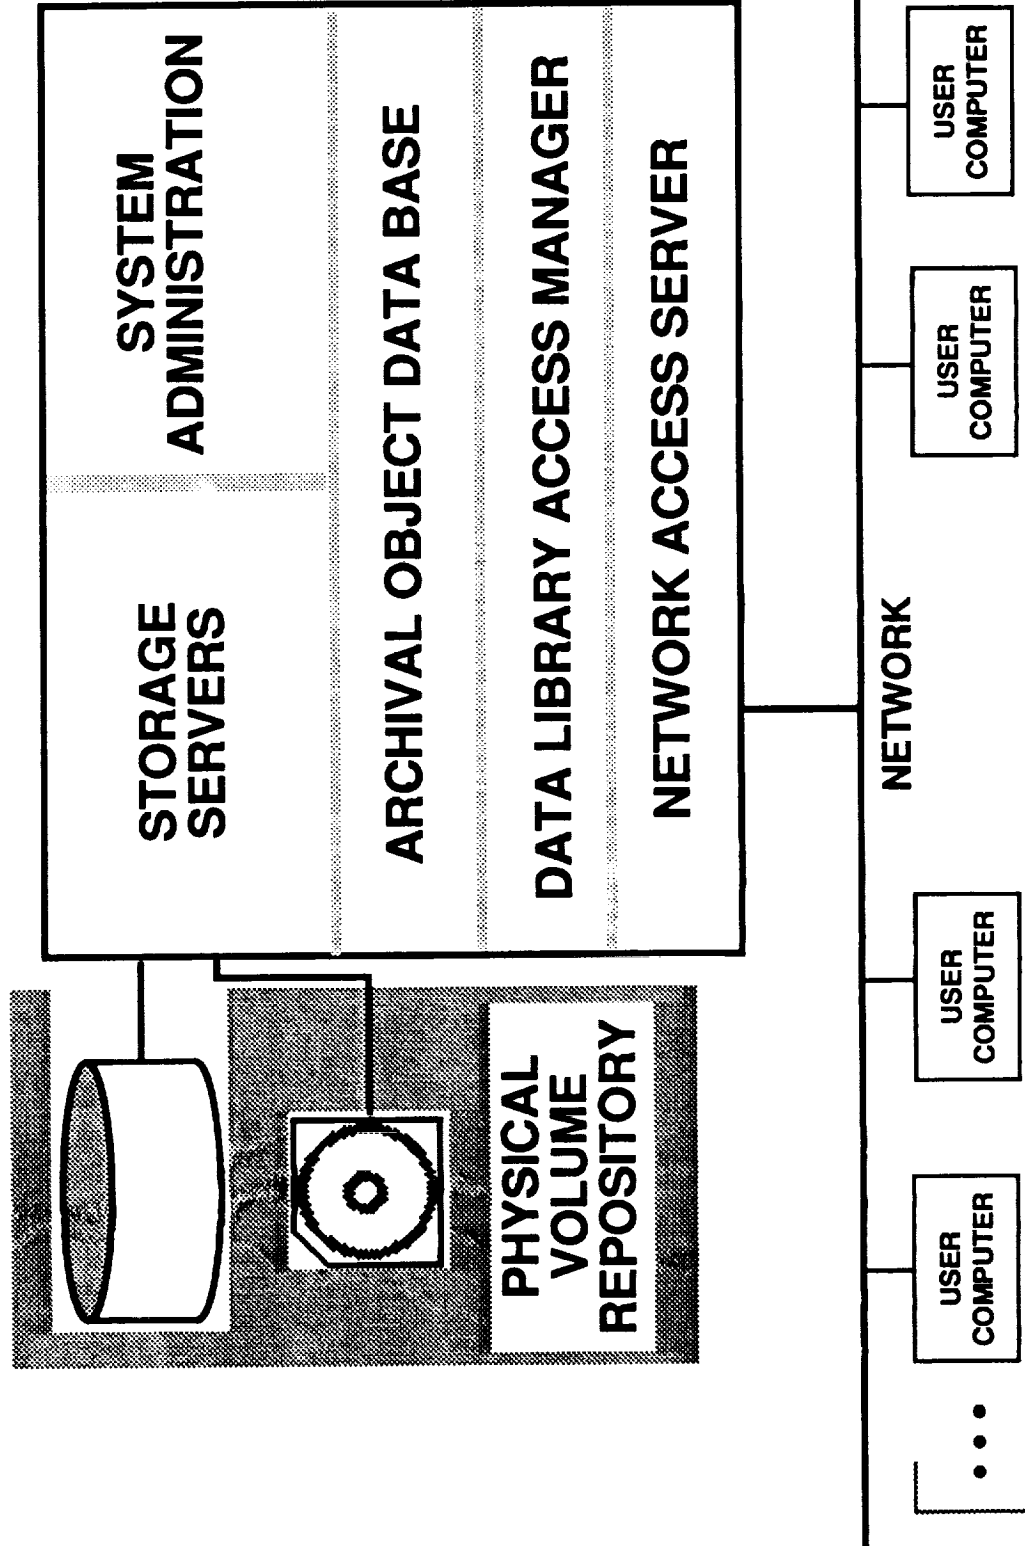 STORAGE
SERVERS
SYSTEM
ADMINISTRATION
ARCHIVAL OBJECT DATA BASE
DATA LIBRARY ACCESS MANAGER
NETWORK ACCESS SERVER
PHYSICAL
VOLUME
REPOSITORY
NETWORK
USER
COMPUTER
USER
COMPUTER
USER
COMPUTER
USER
COMPUTER